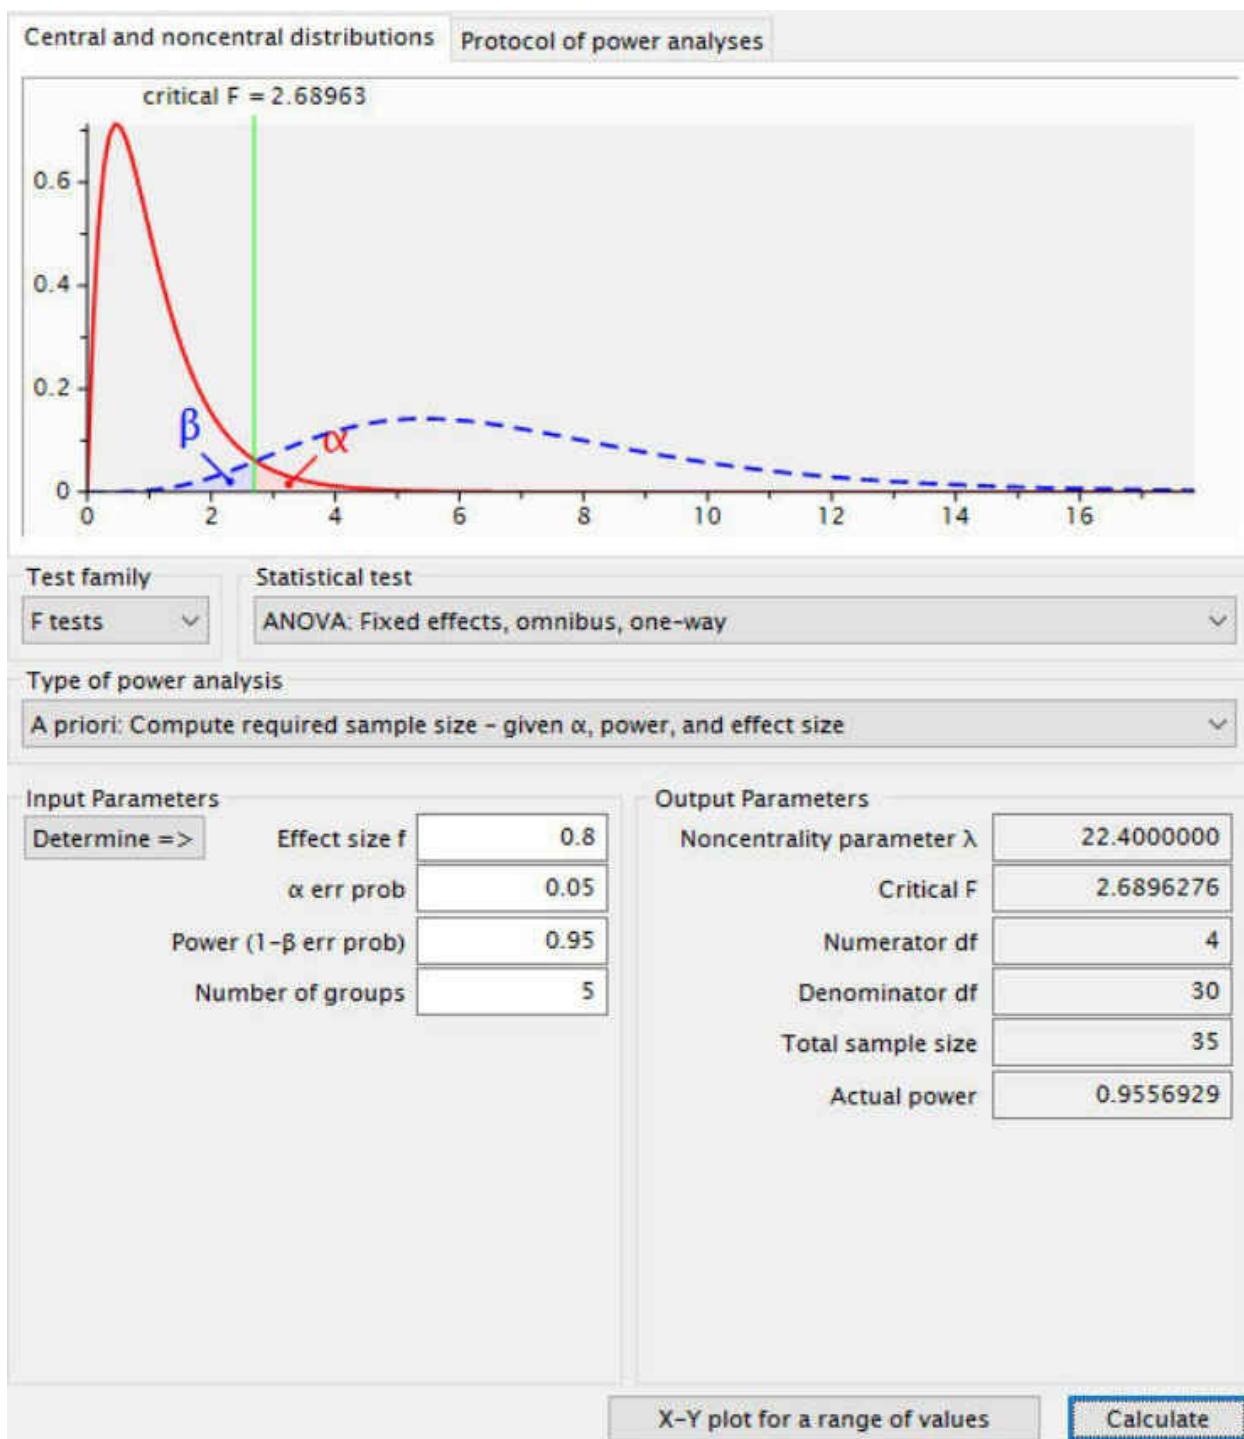 Central and noncentral distributions Protocol of power analyses
critical F = 2.68963
0.6
0.4
0.2
β α
0
0 2 4 6 8 10 12 14 16
Test family Statistical test
F tests ANOVA: Fixed effects, omnibus, one-way
Type of power analysis
A priori: Compute required sample size - given α, power, and effect size
Input Parameters Output Parameters
Determine => Effect size f 0.8 Noncentrality parameter λ 22.4000000
α err prob 0.05 Critical F 2.6896276
Power (1-β err prob) 0.95 Numerator df 4
Number of groups 5 Denominator df 30
Total sample size 35
Actual power 0.9556929
X-Y plot for a range of values Calculate